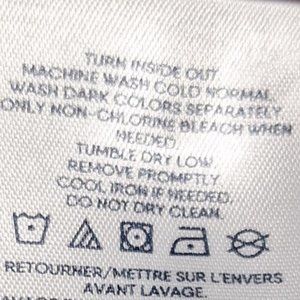 TURN INSIDE OUT.
MACHINE WASH COLD NORMAL.
WASH DARK COLORS SEPARATELY
ONLY NON-CHLORINE BLEACH WHEN
NEEDED.
TUMBLE DRY LOW.
REMOVE PROMPTLY.
COOL IRON IF NEEDED.
DO NOT DRY CLEAN.
RETOURNER/METTRE SUR L'ENVERS
AVANT LAVAGE